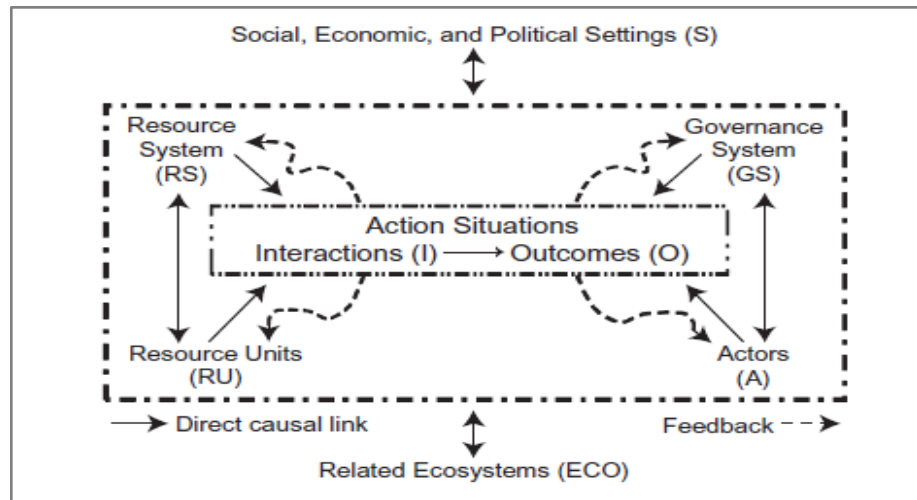 Social, Economic, and Political Settings (S)
Resource
System
(RS)
Governance
System
(GS)
Action Situations
Interactions (I) Outcomes (O)
Resource Units
(RU)
Actors
(A)
Direct causal link
Feedback
Related Ecosystems (ECO)